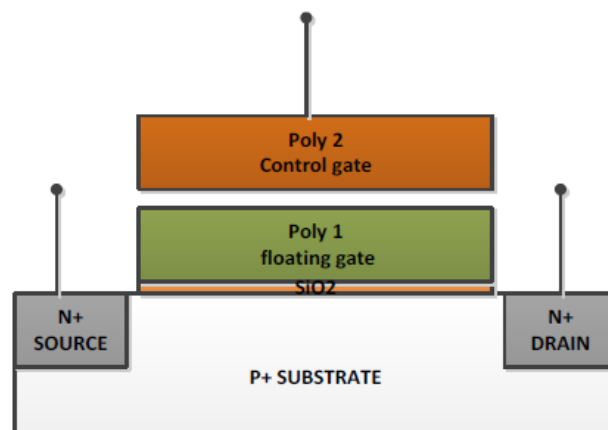 Poly 2
Control gate
Poly 1
floating gate
SiO2
N+
SOURCE
N+
DRAIN
P+ SUBSTRATE